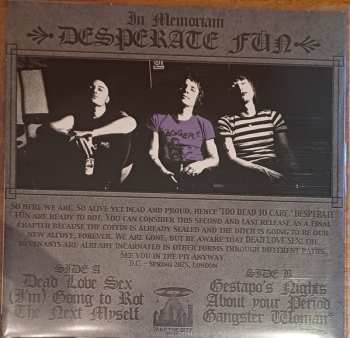 In Memoriam
DESPERATE FÜN
So here we are, so alive yet dead and proud, hence "TOO DEAD TO CARE." DESPERATE
FÜN are ready to rot. You can consider this second and last release as a final
chapter because the coffin is already sealed and the ditch is going to be our
new alcove, forever. We are gone, but be aware that DEAD LOVE SEX: the
revenants are already incarnated in other forms through different paths.
See you in the pit anyway.
D.C. - Spring 2023, London
SIDE A
Dead Love Sex
(I'm) Going to Rot
The Next Myself
SIDE B
Gestapo's Nights
About your Period
Gangster Woman